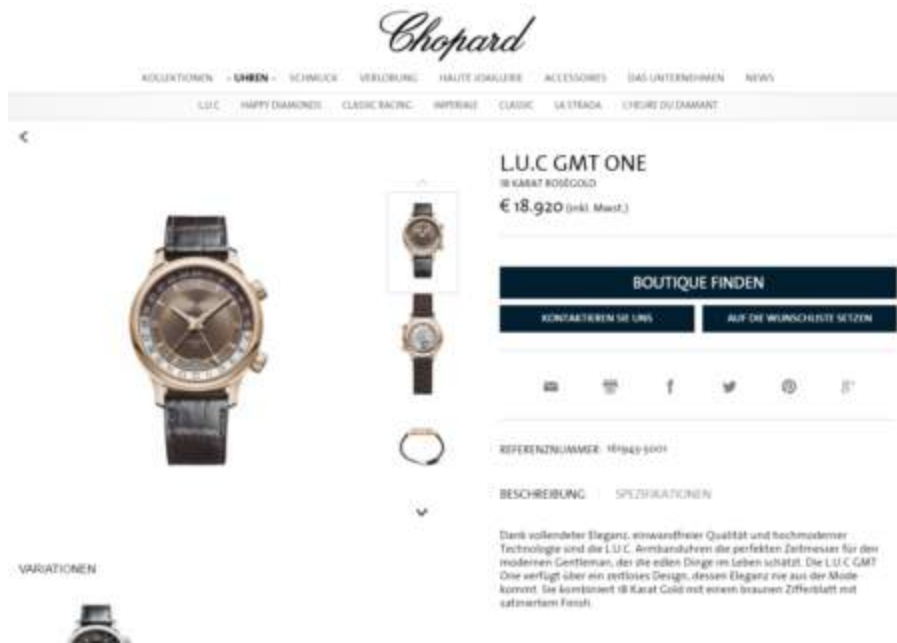 Chopard
KOLLEKTIONEN UHREN SCHMUCK VERLOBUNG HAUTE JOAILLERIE ACCESSOIRES DAS UNTERNEHMEN NEWS
L.U.C HAPPY DIAMONDS CLASSIC RACING IMPERIALE CLASSIC LA STRADA L'HEURE DU DIAMANT
L.U.C GMT ONE
18 KARAT ROSÉGOLD
€ 18.920 (inkl. Mwst.)
BOUTIQUE FINDEN
KONTAKTIEREN SIE UNS AUF DIE WUNSCHLISTE SETZEN
REFERENZNUMMER: 161943-5001
BESCHREIBUNG SPEZIFIKATIONEN
Dank vollendeter Eleganz, einwandfreier Qualität und hochmoderner
Technologie sind die L.U.C. Armbanduhren die perfekten Zeitmesser für den
modernen Gentleman, der die edlen Dinge im Leben schätzt. Die L.U.C GMT
One verfügt über ein zeitloses Design, dessen Eleganz nie aus der Mode
kommt. Sie kombiniert 18 Karat Gold mit einem braunen Zifferblatt mit
satiniertem Finish.
VARIATIONEN